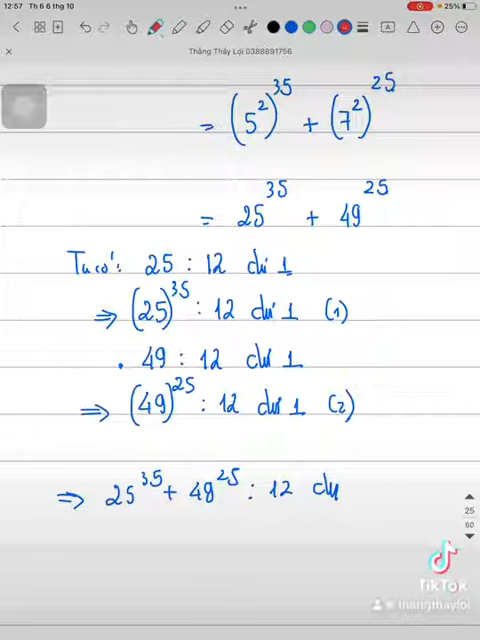 12:57 Th 6 6 thg 10
25%
Thắng Thầy Lợi 0388691756
= (5²)³⁵ + (7²)²⁵
= 25³⁵ + 49²⁵
Ta có: 25 : 12 dư 1
⇒ (25)³⁵ : 12 dư 1 (1)
. 49 : 12 dư 1
⇒ (49)²⁵ : 12 dư 1 (2)
⇒ 25³⁵ + 49²⁵ : 12 dư
25
60
TikTok
@thangthayloi